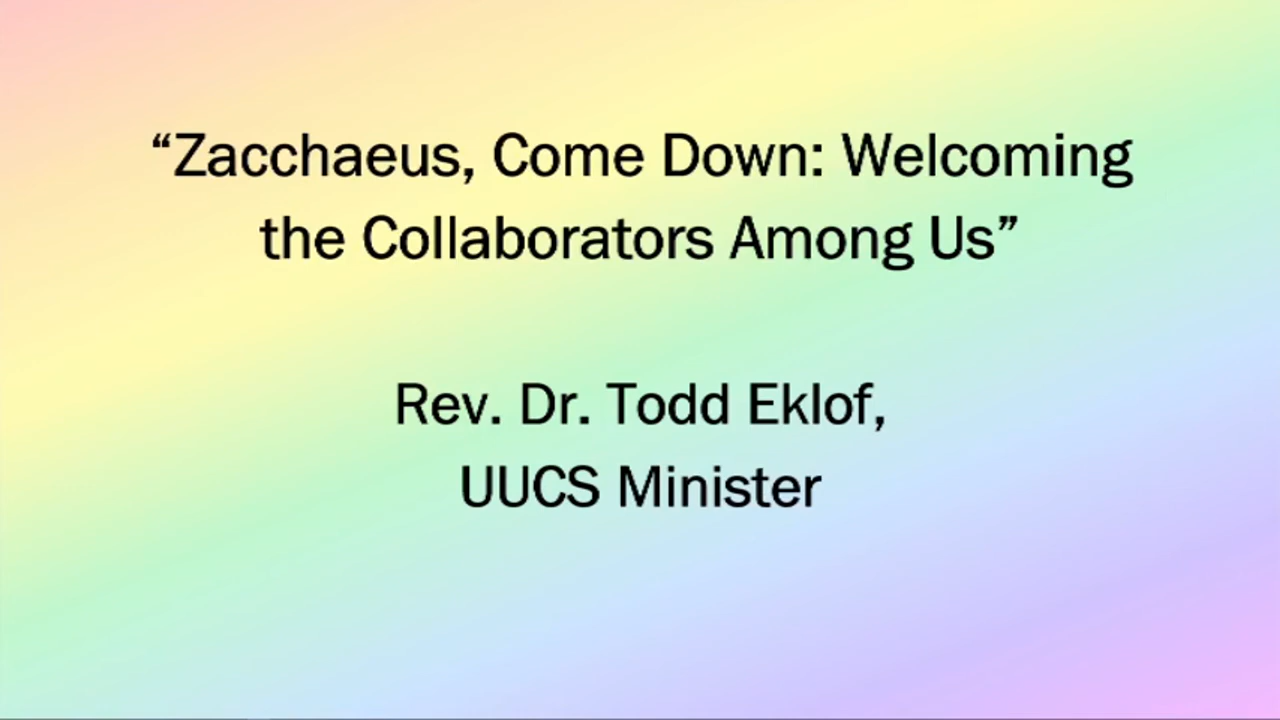 “Zacchaeus, Come Down: Welcoming
the Collaborators Among Us”
Rev. Dr. Todd Eklof,
UUCS Minister